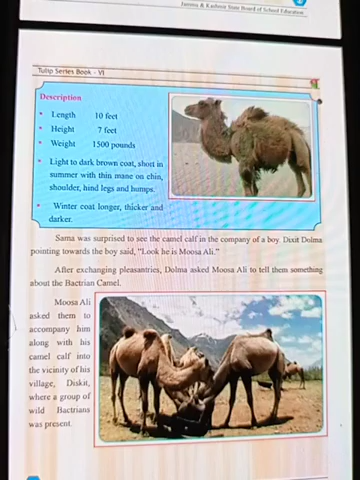 Jammu & Kashmir State Board of School Education
Tulip Series Book - VI
Description
• Length 10 feet
• Height 7 feet
• Weight 1500 pounds
• Light to dark brown coat, short in
summer with thin mane on chin,
shoulder, hind legs and humps.
• Winter coat longer, thicker and
darker.
Sama was surprised to see the camel calf in the company of a boy. Dixit Dolma
pointing towards the boy said, "Look he is Moosa Ali."
After exchanging pleasantries, Dolma asked Moosa Ali to tell them something
about the Bactrian Camel.
Moosa Ali
asked them to
accompany him
along with his
camel calf into
the vicinity of his
village, Diskit,
where a group of
wild Bactrians
was present.